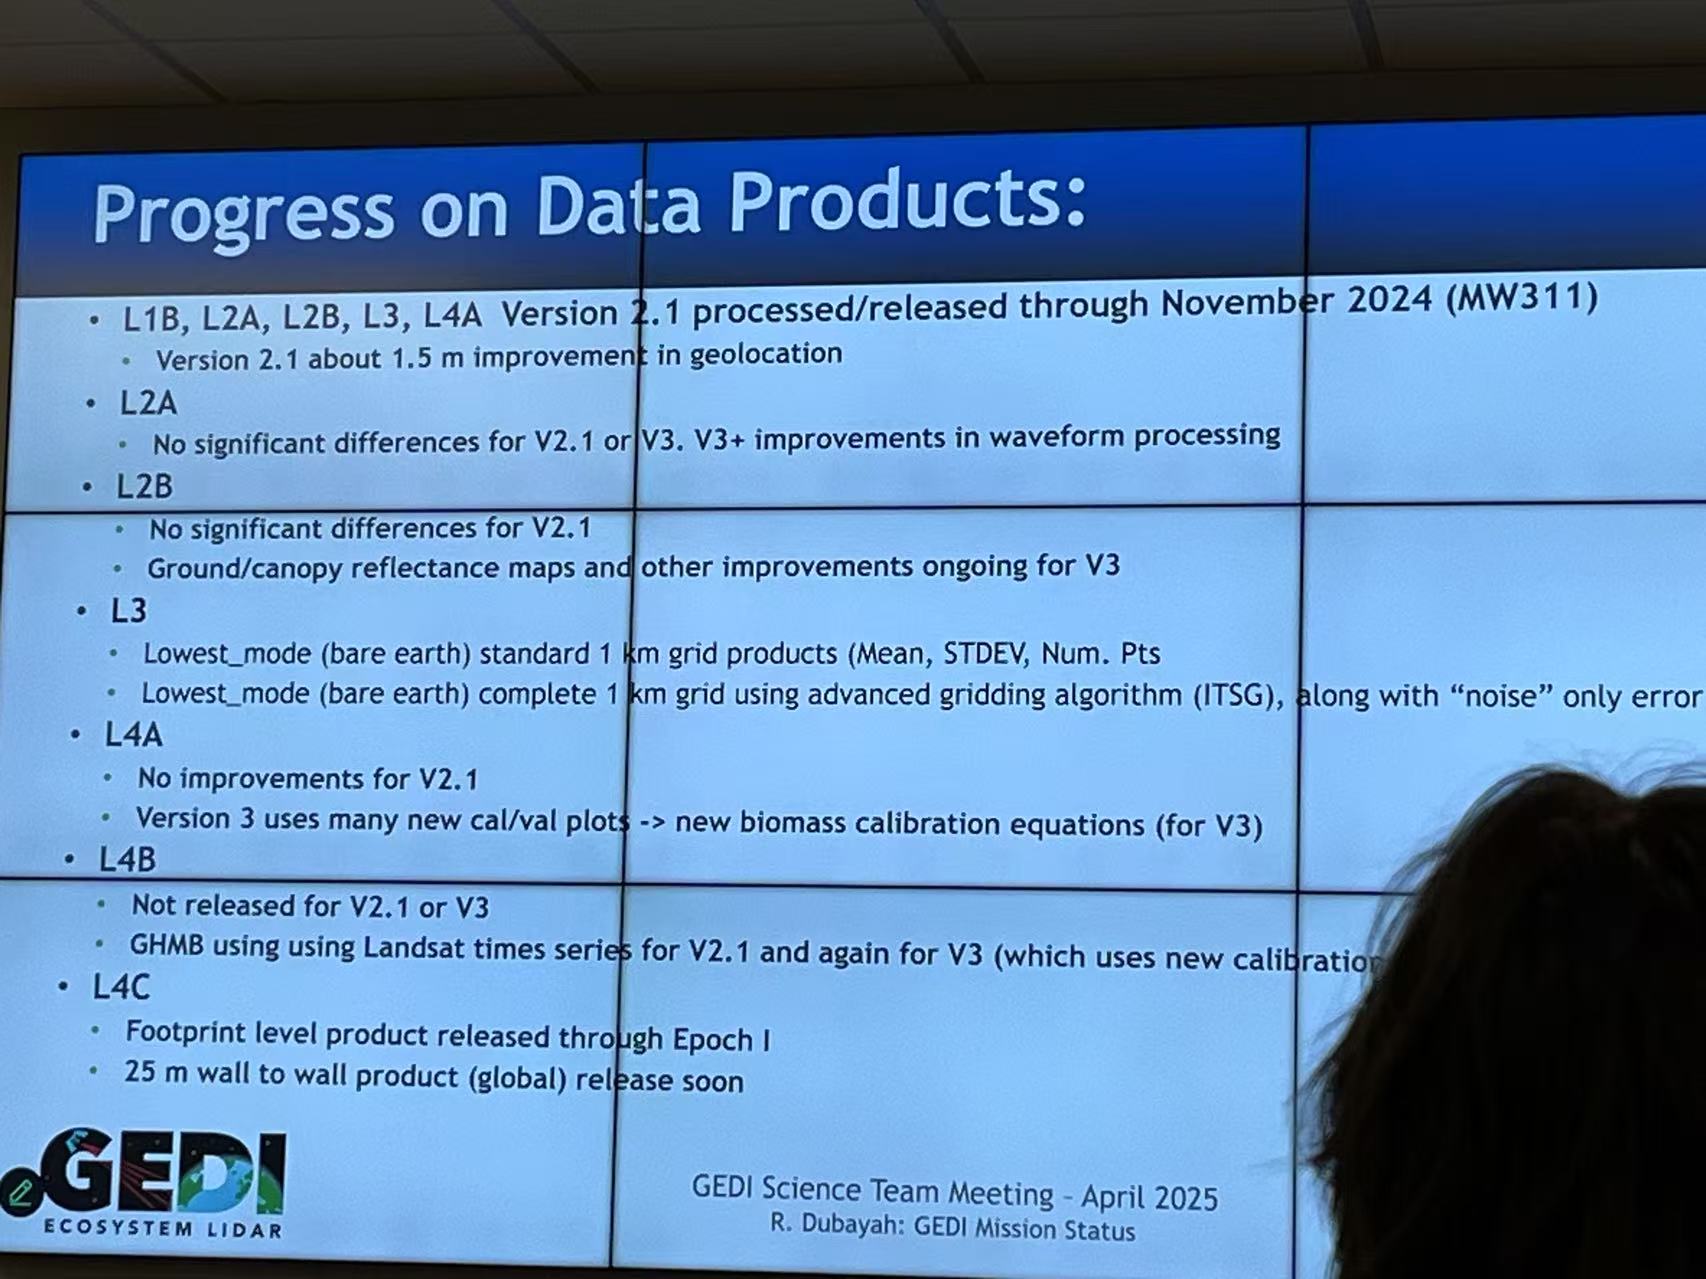 Progress on Data Products:
• L1B, L2A, L2B, L3, L4A Version 2.1 processed/released through November 2024 (MW311)
• Version 2.1 about 1.5 m improvement in geolocation
• L2A
• No significant differences for V2.1 or V3. V3+ improvements in waveform processing
• L2B
• No significant differences for V2.1
• Ground/canopy reflectance maps and other improvements ongoing for V3
• L3
• Lowest_mode (bare earth) standard 1 km grid products (Mean, STDEV, Num. Pts
• Lowest_mode (bare earth) complete 1 km grid using advanced gridding algorithm (ITSG), along with “noise” only error
• L4A
• No improvements for V2.1
• Version 3 uses many new cal/val plots -> new biomass calibration equations (for V3)
• L4B
• Not released for V2.1 or V3
• GHMB using using Landsat times series for V2.1 and again for V3 (which uses new
• L4C
• Footprint level product released through Epoch I
• 25 m wall to wall product (global) release soon
GEDI
ECOSYSTEM LIDAR
GEDI Science Team Meeting - April 2025
R. Dubayah: GEDI Mission Status